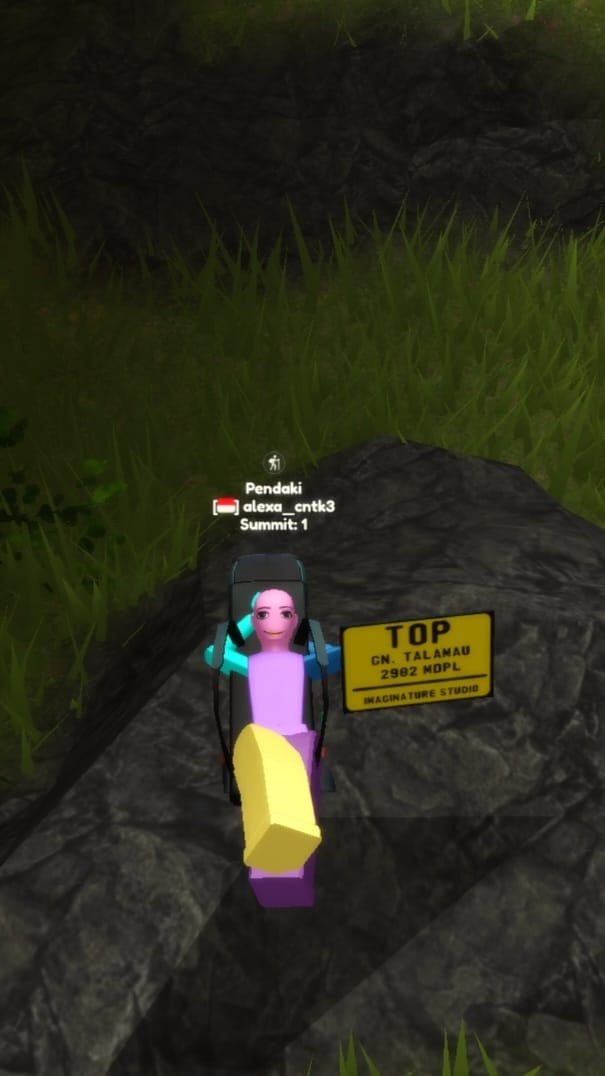 Pendaki
[🇮🇩] alexa_cntk3
Summit: 1
TOP
GN. TALAMAU
2982 MDPL
IMAGINATURE STUDIO